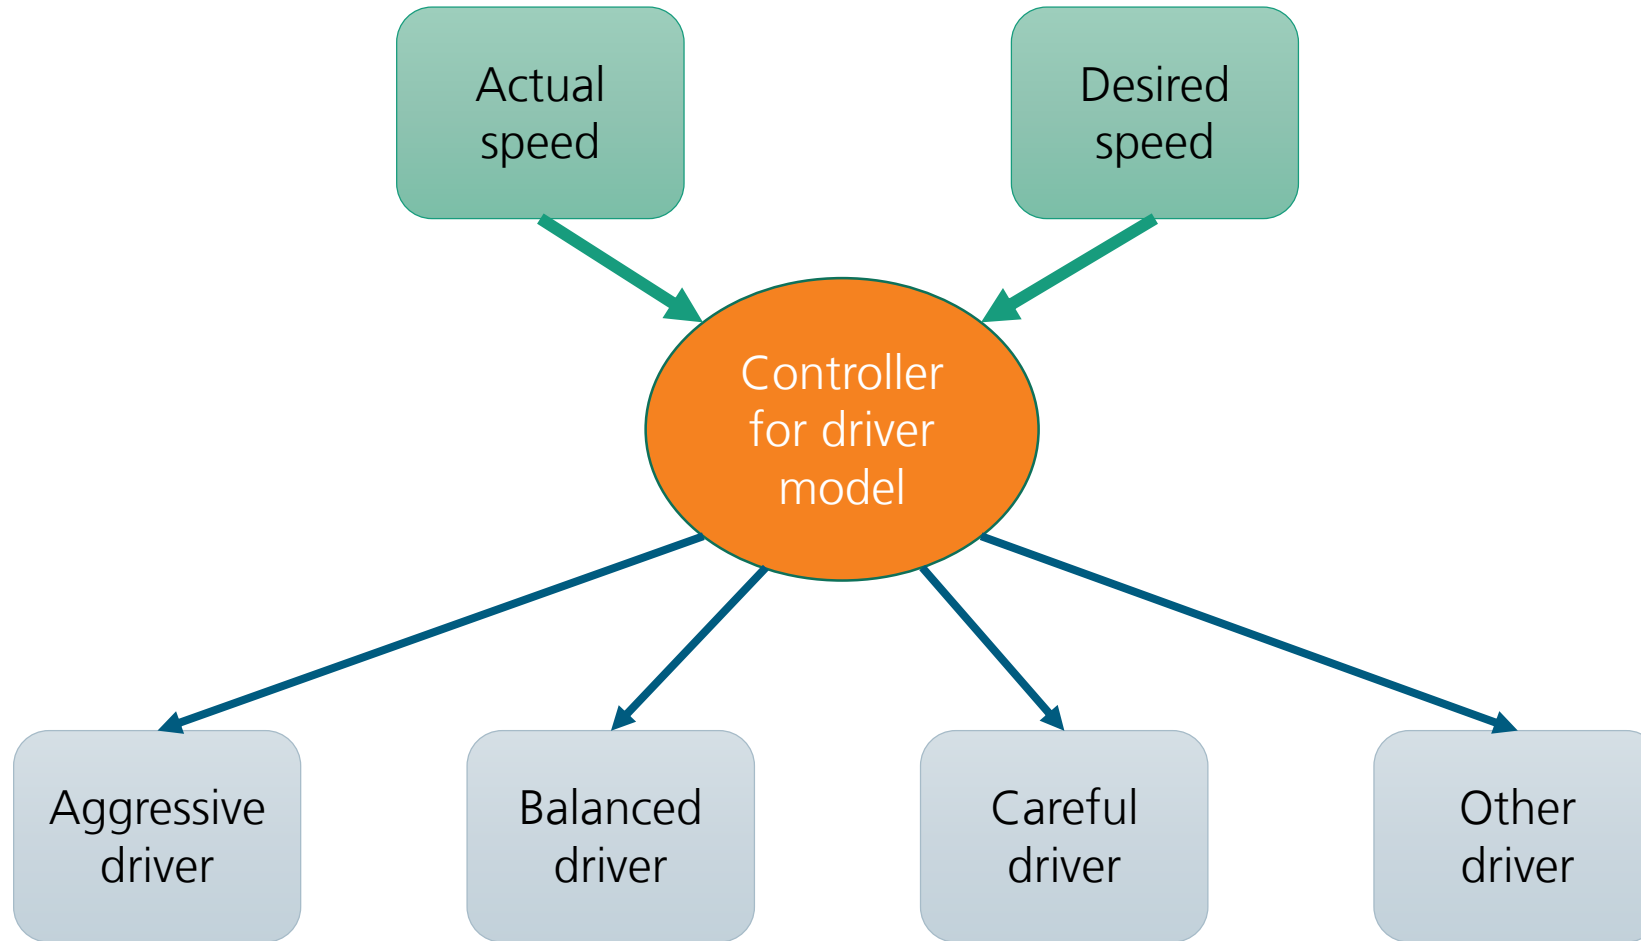 Actual
speed
Desired
speed
Controller
for driver
model
Aggressive
driver
Balanced
driver
Careful
driver
Other
driver